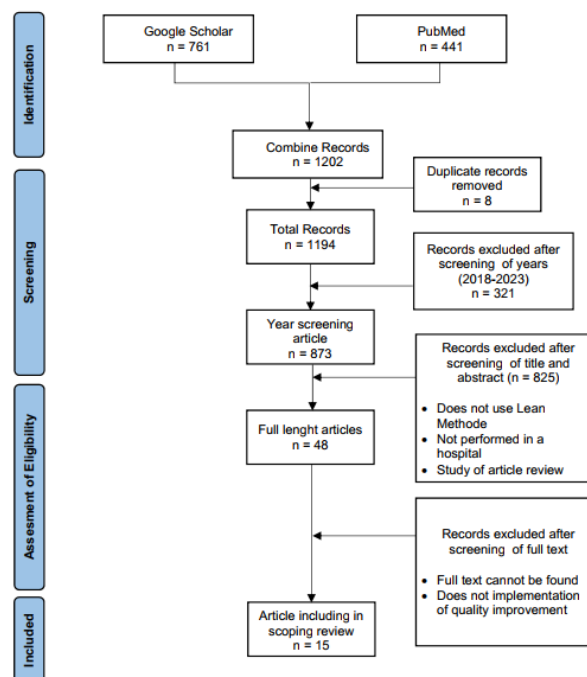 Identification
Google Scholar
n = 761
PubMed
n = 441
Combine Records
n = 1202
Screening
Duplicate records
removed
n = 8
Total Records
n = 1194
Records excluded after
screening of years
(2018-2023)
n = 321
Year screening
article
n = 873
Records excluded after
screening of title and
abstract (n = 825)
• Does not use Lean
Methode
• Not performed in a
hospital
• Study of article review
Assesment of Eligibility
Full lenght articles
n = 48
Records excluded after
screening of full text
• Full text cannot be found
• Does not implementation
of quality improvement
Included
Article including in
scoping review
n = 15